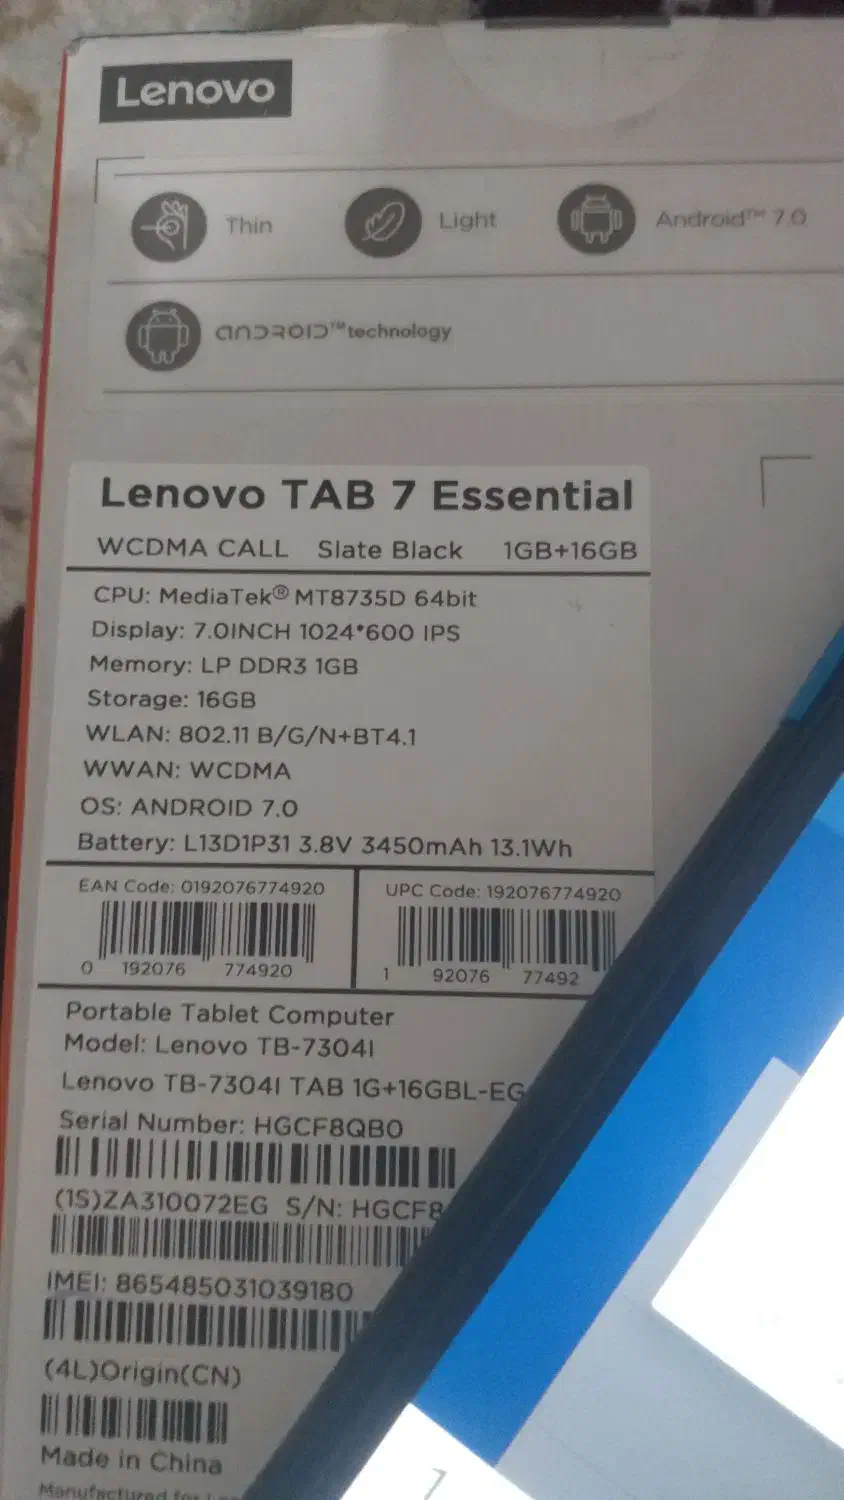 Lenovo
Thin Light Android™ 7.0
ANDROID™technology
Lenovo TAB 7 Essential
WCDMA CALL Slate Black 1GB+16GB
CPU: MediaTek® MT8735D 64bit
Display: 7.0INCH 1024*600 IPS
Memory: LP DDR3 1GB
Storage: 16GB
WLAN: 802.11 B/G/N+BT4.1
WWAN: WCDMA
OS: ANDROID 7.0
Battery: L13D1P31 3.8V 3450mAh 13.1Wh
EAN Code: 0192076774920 UPC Code: 192076774920
0 192076 774920 1 92076 77492
Portable Tablet Computer
Model: Lenovo TB-7304I
Lenovo TB-7304I TAB 1G+16GBL-EG
Serial Number: HGCF8QB0
(1S)ZA310072EG S/N: HGCF8
IMEI: 865485031039180
(4L)Origin(CN)
Made in China
Manufactured for